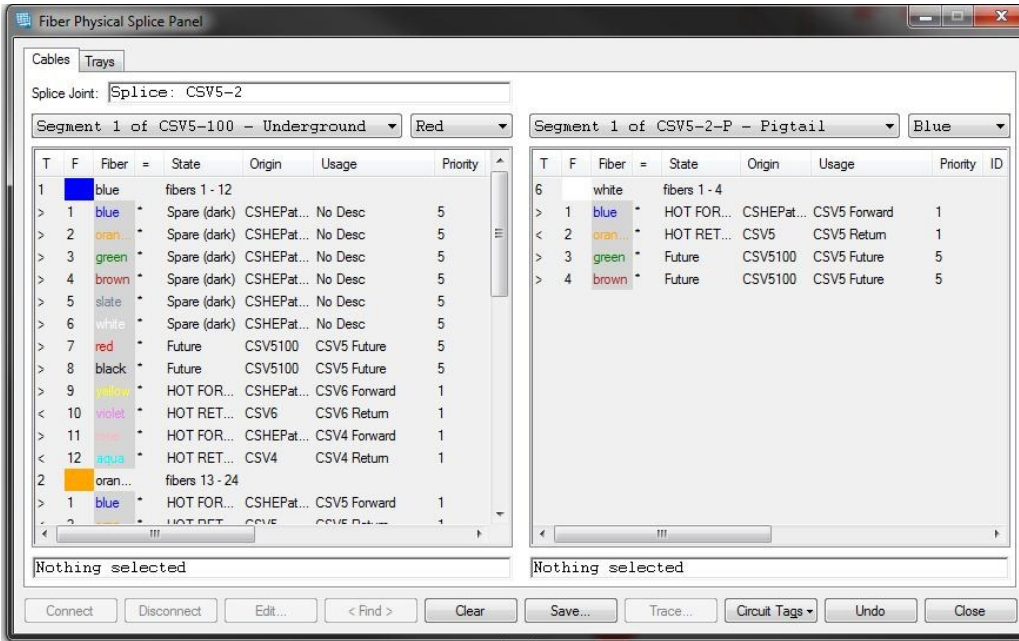 Fiber Physical Splice Panel
Cables Trays
Splice Joint: Splice: CSV5-2
Segment 1 of CSV5-100 - Underground Red
T F Fiber = State Origin Usage Priority
1 blue fibers 1 - 12
> 1 blue * Spare (dark) CSHEPat... No Desc 5
> 2 oran... * Spare (dark) CSHEPat... No Desc 5
> 3 green * Spare (dark) CSHEPat... No Desc 5
> 4 brown * Spare (dark) CSHEPat... No Desc 5
> 5 slate * Spare (dark) CSHEPat... No Desc 5
> 6 white * Spare (dark) CSHEPat... No Desc 5
> 7 red * Future CSV5100 CSV5 Future 5
> 8 black * Future CSV5100 CSV5 Future 5
> 9 yellow * HOT FOR... CSHEPat... CSV6 Forward 1
< 10 violet * HOT RET... CSV6 CSV6 Return 1
> 11 rose * HOT FOR... CSHEPat... CSV4 Forward 1
< 12 aqua * HOT RET... CSV4 CSV4 Return 1
2 oran... fibers 13 - 24
> 1 blue * HOT FOR... CSHEPat... CSV5 Forward 1
Nothing selected
Segment 1 of CSV5-2-P - Pigtail Blue
T F Fiber = State Origin Usage Priority ID
6 white fibers 1 - 4
> 1 blue * HOT FOR... CSHEPat... CSV5 Forward 1
< 2 oran... * HOT RET... CSV5 CSV5 Return 1
> 3 green * Future CSV5100 CSV5 Future 5
> 4 brown * Future CSV5100 CSV5 Future 5
Nothing selected
Connect Disconnect Edit... < Find > Clear Save... Trace... Circuit Tags Undo Close